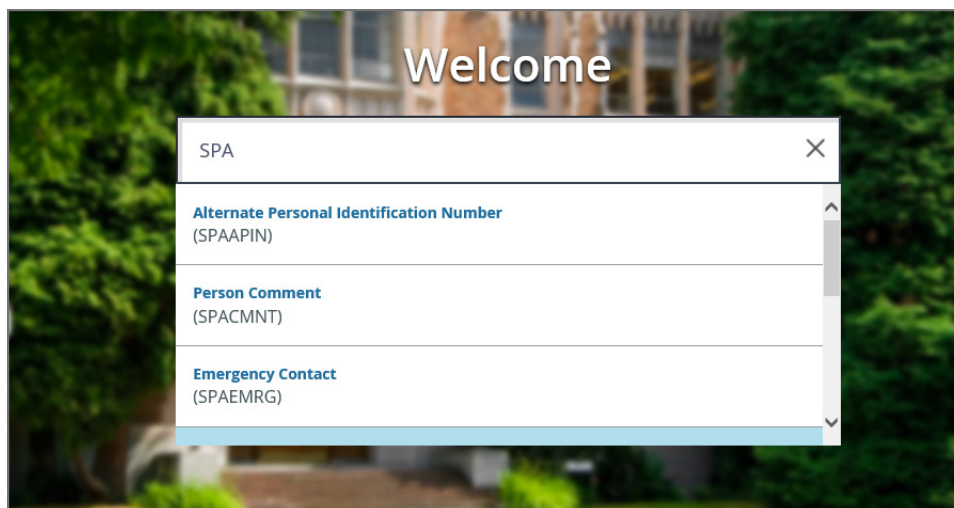 Welcome
SPA
Alternate Personal Identification Number
(SPAAPIN)
Person Comment
(SPACMNT)
Emergency Contact
(SPAEMRG)